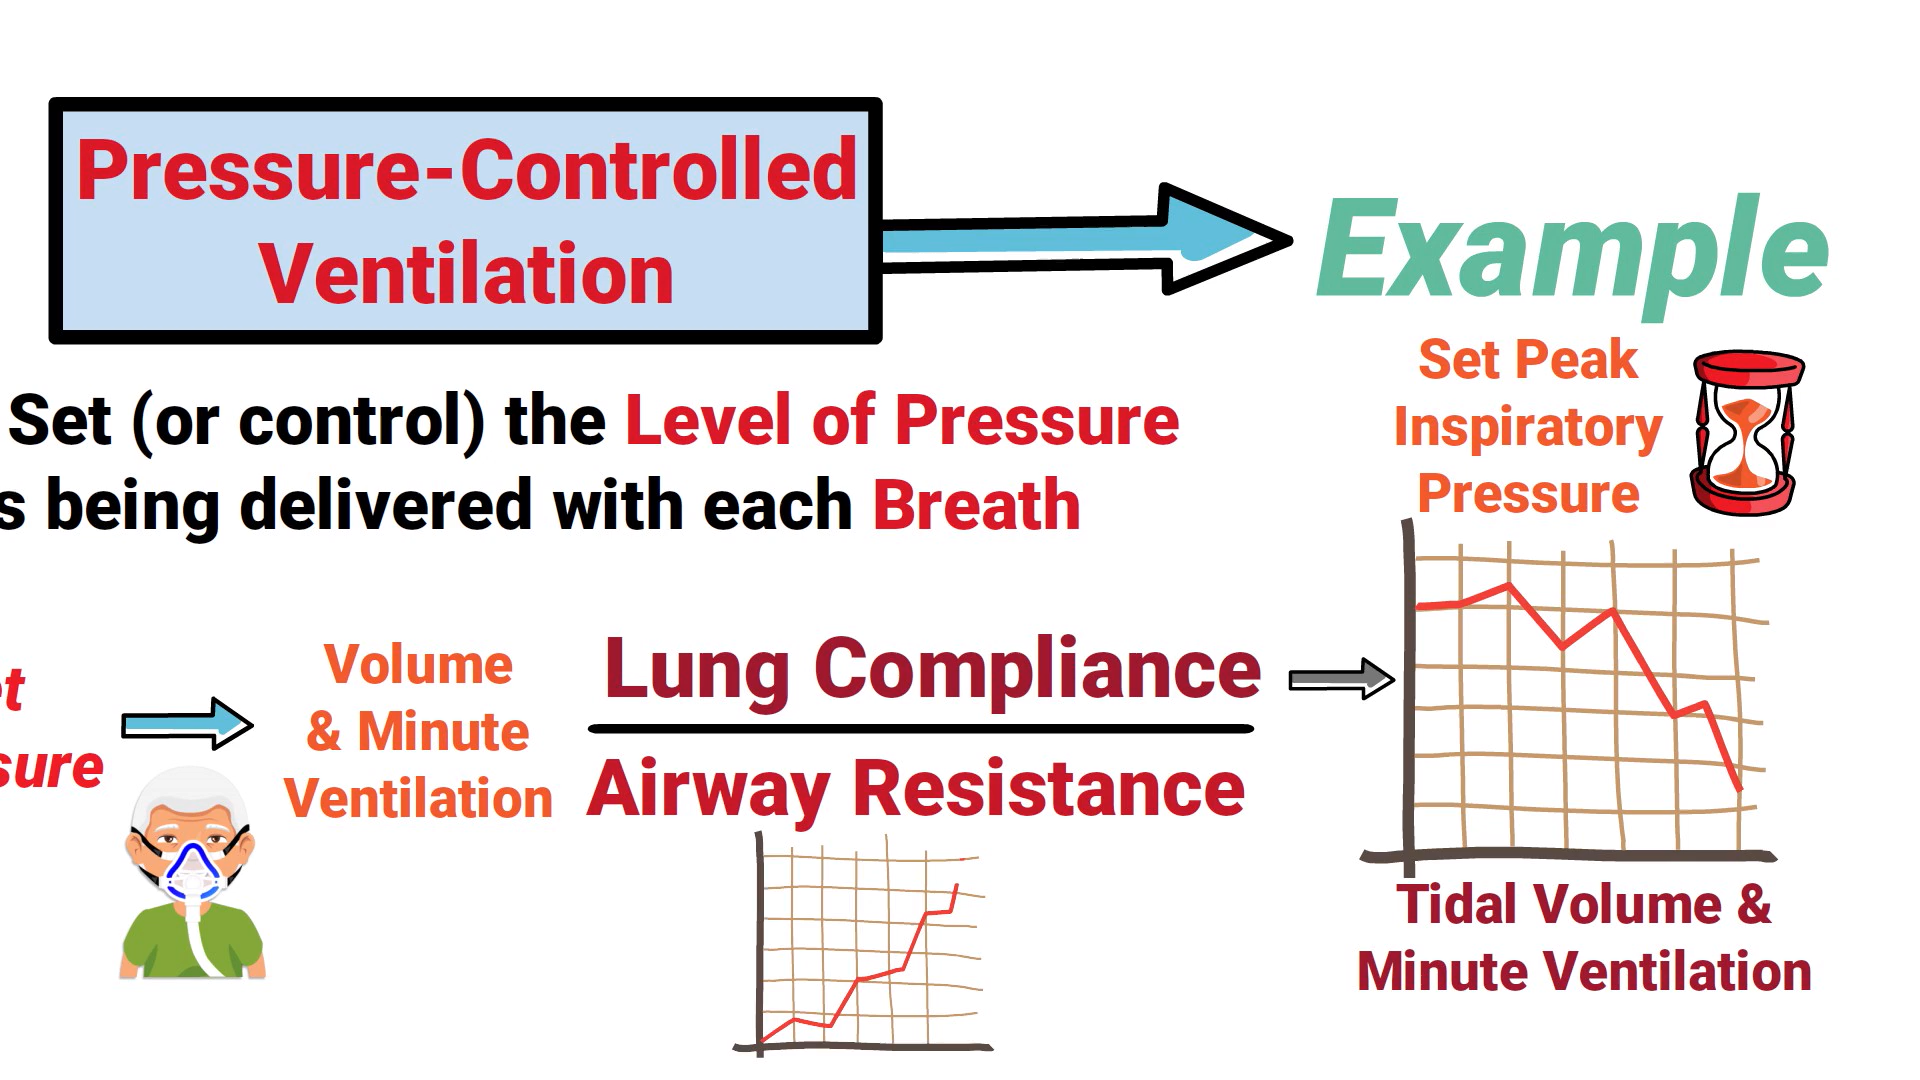 Pressure-Controlled
Ventilation
Example
Set Peak
Inspiratory
Pressure
Set (or control) the Level of Pressure
being delivered with each Breath
Volume
& Minute
Ventilation
Lung Compliance
Airway Resistance
Tidal Volume &
Minute Ventilation